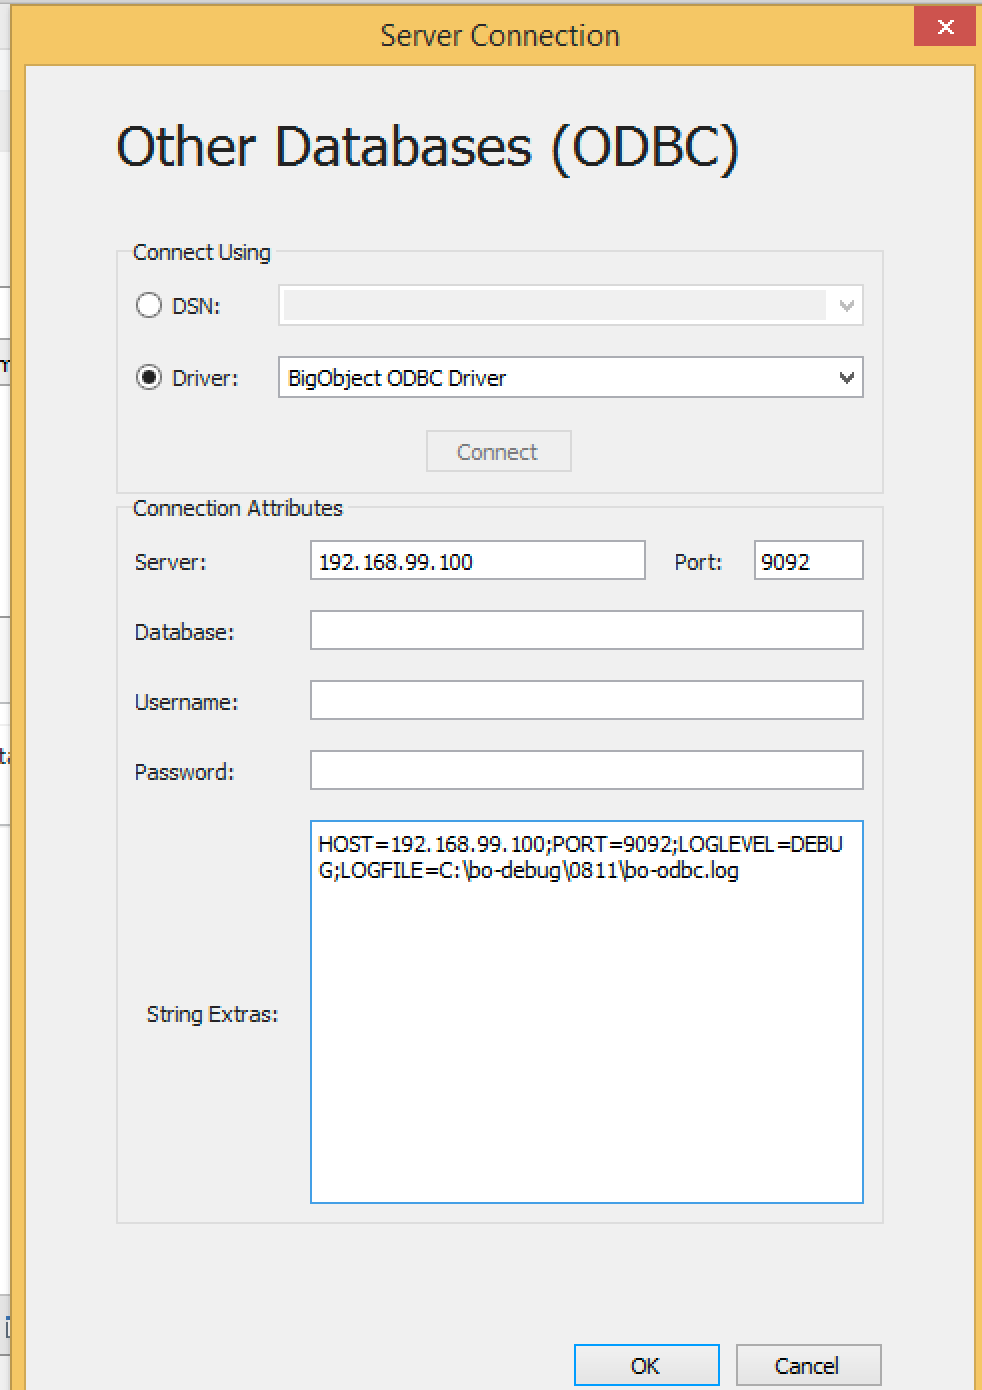 Server Connection
Other Databases (ODBC)
Connect Using
DSN:
Driver: BigObject ODBC Driver
Connect
Connection Attributes
Server: 192.168.99.100 Port: 9092
Database:
Username:
Password:
HOST=192.168.99.100;PORT=9092;LOGLEVEL=DEBU
G;LOGFILE=C:\bo-debug\0811\bo-odbc.log
String Extras:
OK Cancel